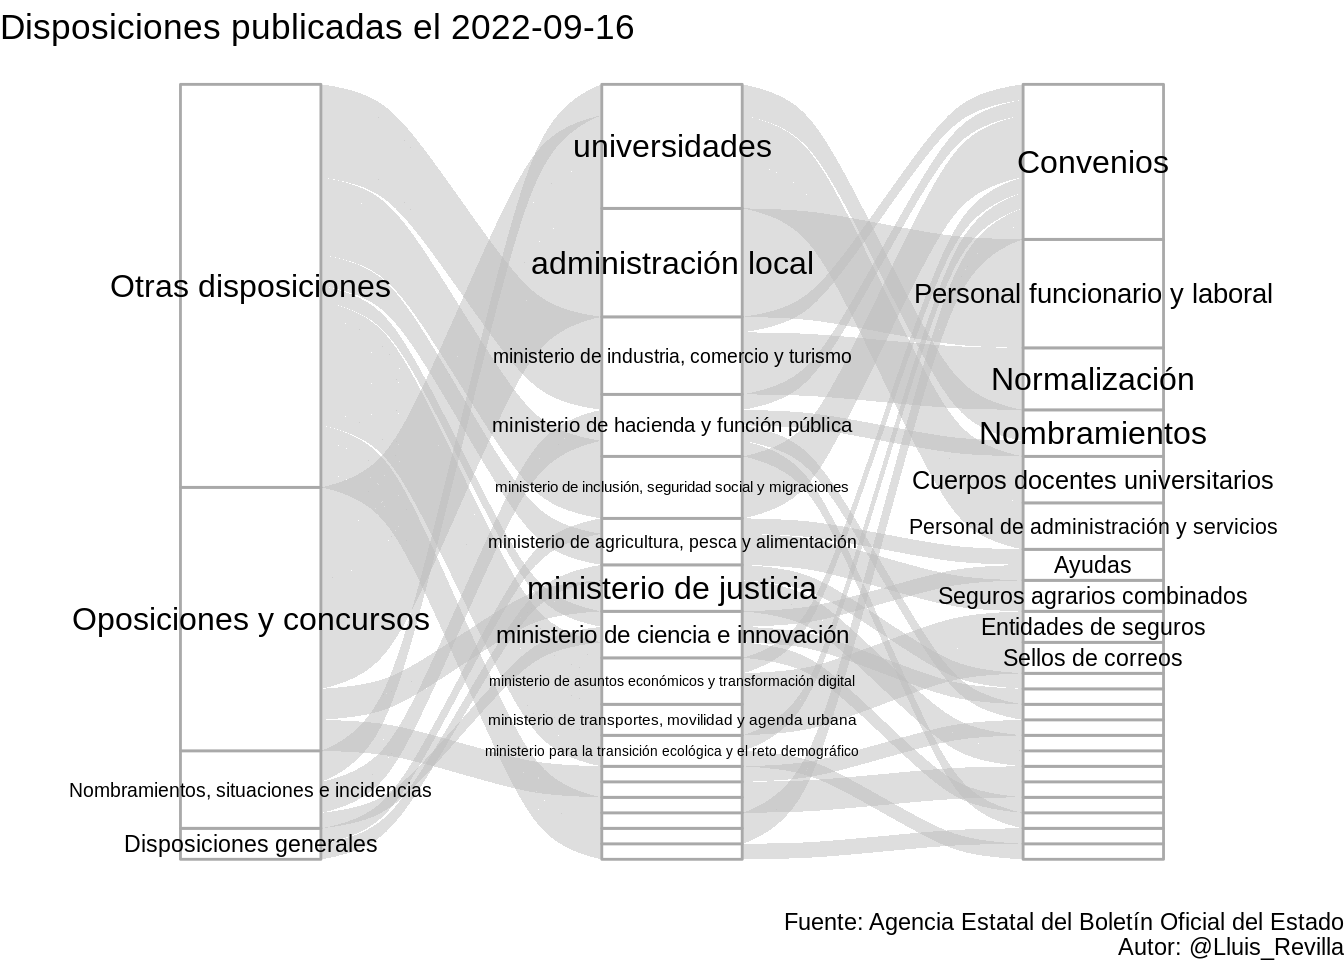 Disposiciones publicadas el 2022-09-16
Otras disposiciones
Oposiciones y concursos
Nombramientos, situaciones e incidencias
Disposiciones generales
universidades
administración local
ministerio de industria, comercio y turismo
ministerio de hacienda y función pública
ministerio de inclusión, seguridad social y migraciones
ministerio de agricultura, pesca y alimentación
ministerio de justicia
ministerio de ciencia e innovación
ministerio de asuntos económicos y transformación digital
ministerio de transportes, movilidad y agenda urbana
ministerio para la transición ecológica y el reto demográfico
Convenios
Personal funcionario y laboral
Normalización
Nombramientos
Cuerpos docentes universitarios
Personal de administración y servicios
Ayudas
Seguros agrarios combinados
Entidades de seguros
Sellos de correos
Fuente: Agencia Estatal del Boletín Oficial del Estado
Autor: @Lluis_Revilla